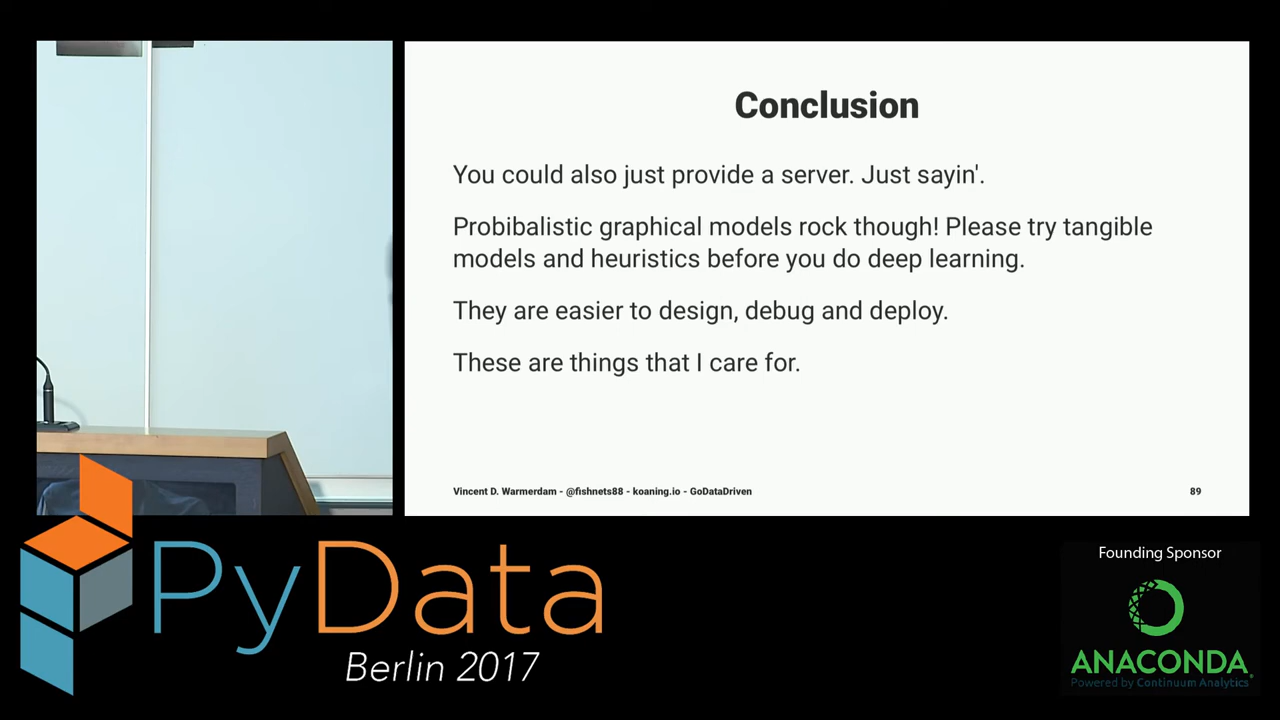 Conclusion
You could also just provide a server. Just sayin'.
Probibalistic graphical models rock though! Please try tangible
models and heuristics before you do deep learning.
They are easier to design, debug and deploy.
These are things that I care for.
Vincent D. Warmerdam - @fishnets88 - koaning.io - GoDataDriven
89
PyData
Berlin 2017
Founding Sponsor
ANACONDA
Powered by Continuum Analytics